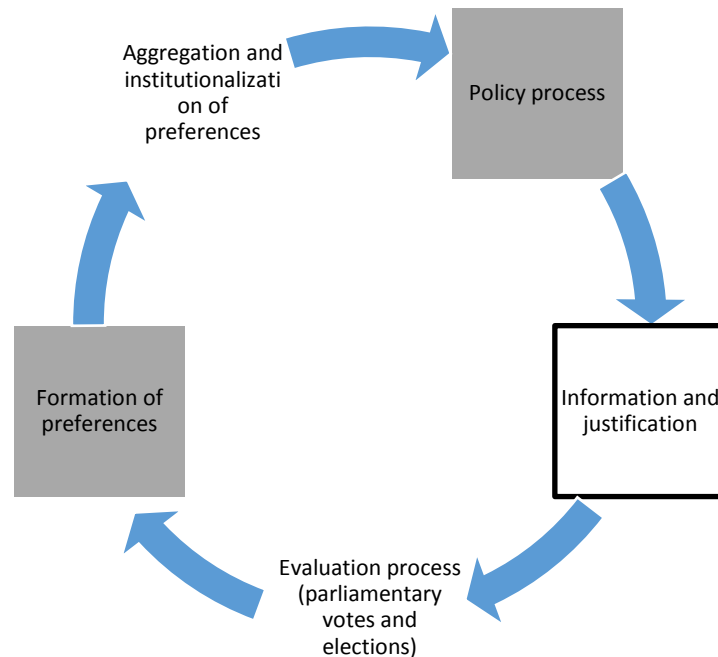 Aggregation and
institutionalizati
on of
preferences
Policy process
Information and
justification
Evaluation process
(parliamentary
votes and
elections)
Formation of
preferences